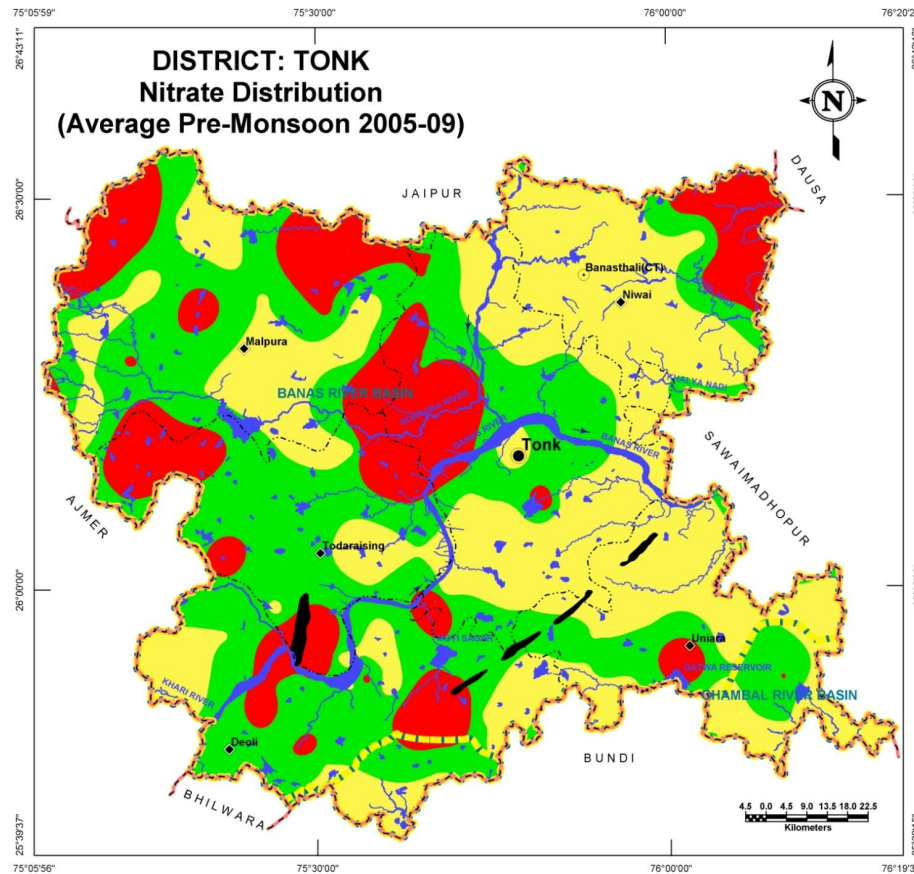 75°05'59"
75°30'00"
76°00'00"
26°43'11"
DISTRICT: TONK
Nitrate Distribution
(Average Pre-Monsoon 2005-09)
N
DAUSA
JAIPUR
26°30'00"
Banasthali(CT)
Niwai
Malpura
KHALYA NADI
BANAS RIVER BASIN
BANAS RIVER
BANAS RIVER
Tonk
SAWAIMADHOPUR
AJMER
Todaraising
26°00'00"
Uniara
KHARI RIVER
CHAMBAL RIVER BASIN
Deoli
BUNDI
BHILWARA
4.5 0.0 4.5 9.0 13.5 18.0 22.5
Kilometers
25°39'37"
75°05'56"
75°30'00"
76°00'00"